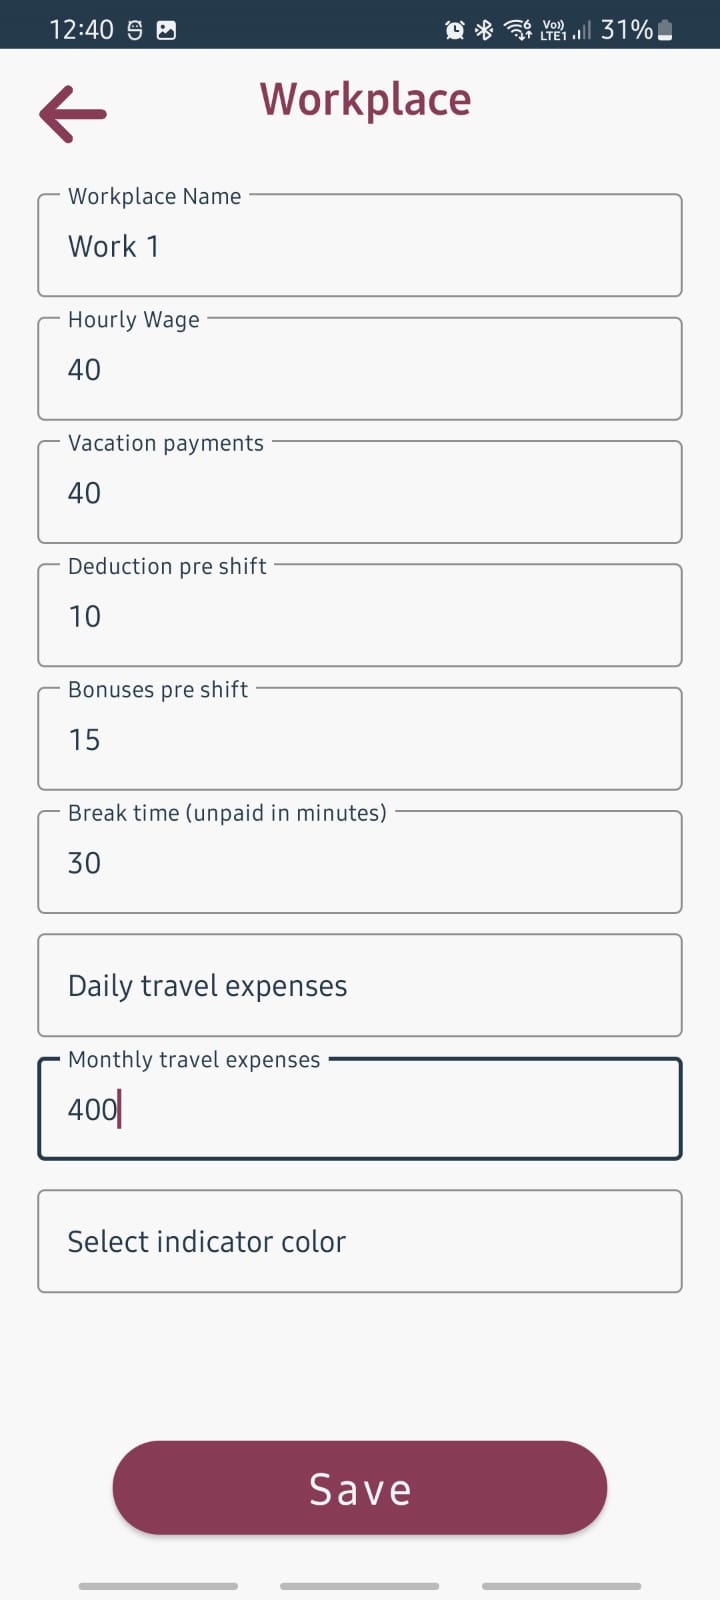 12:40 31%
Vo)) LTE1
Workplace
Workplace Name
Work 1
Hourly Wage
40
Vacation payments
40
Deduction pre shift
10
Bonuses pre shift
15
Break time (unpaid in minutes)
30
Daily travel expenses
Monthly travel expenses
400
Select indicator color
Save